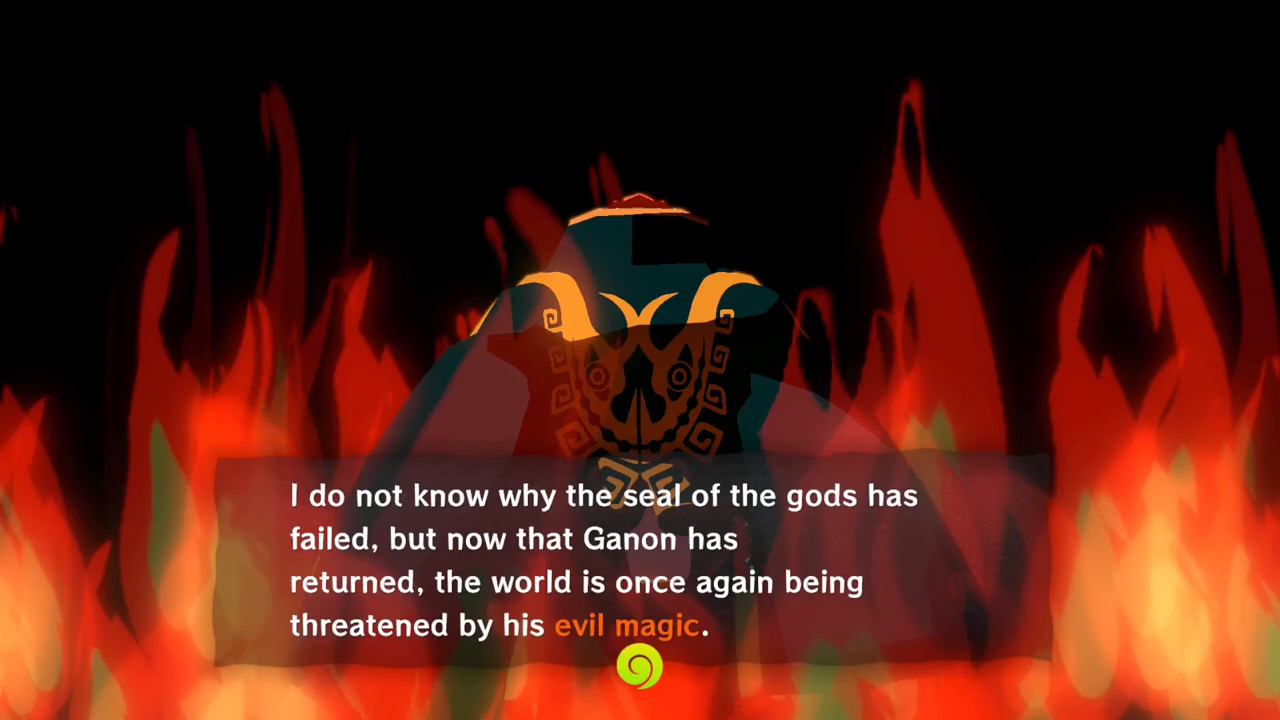 I do not know why the seal of the gods has
failed, but now that Ganon has
returned, the world is once again being
threatened by his evil magic.